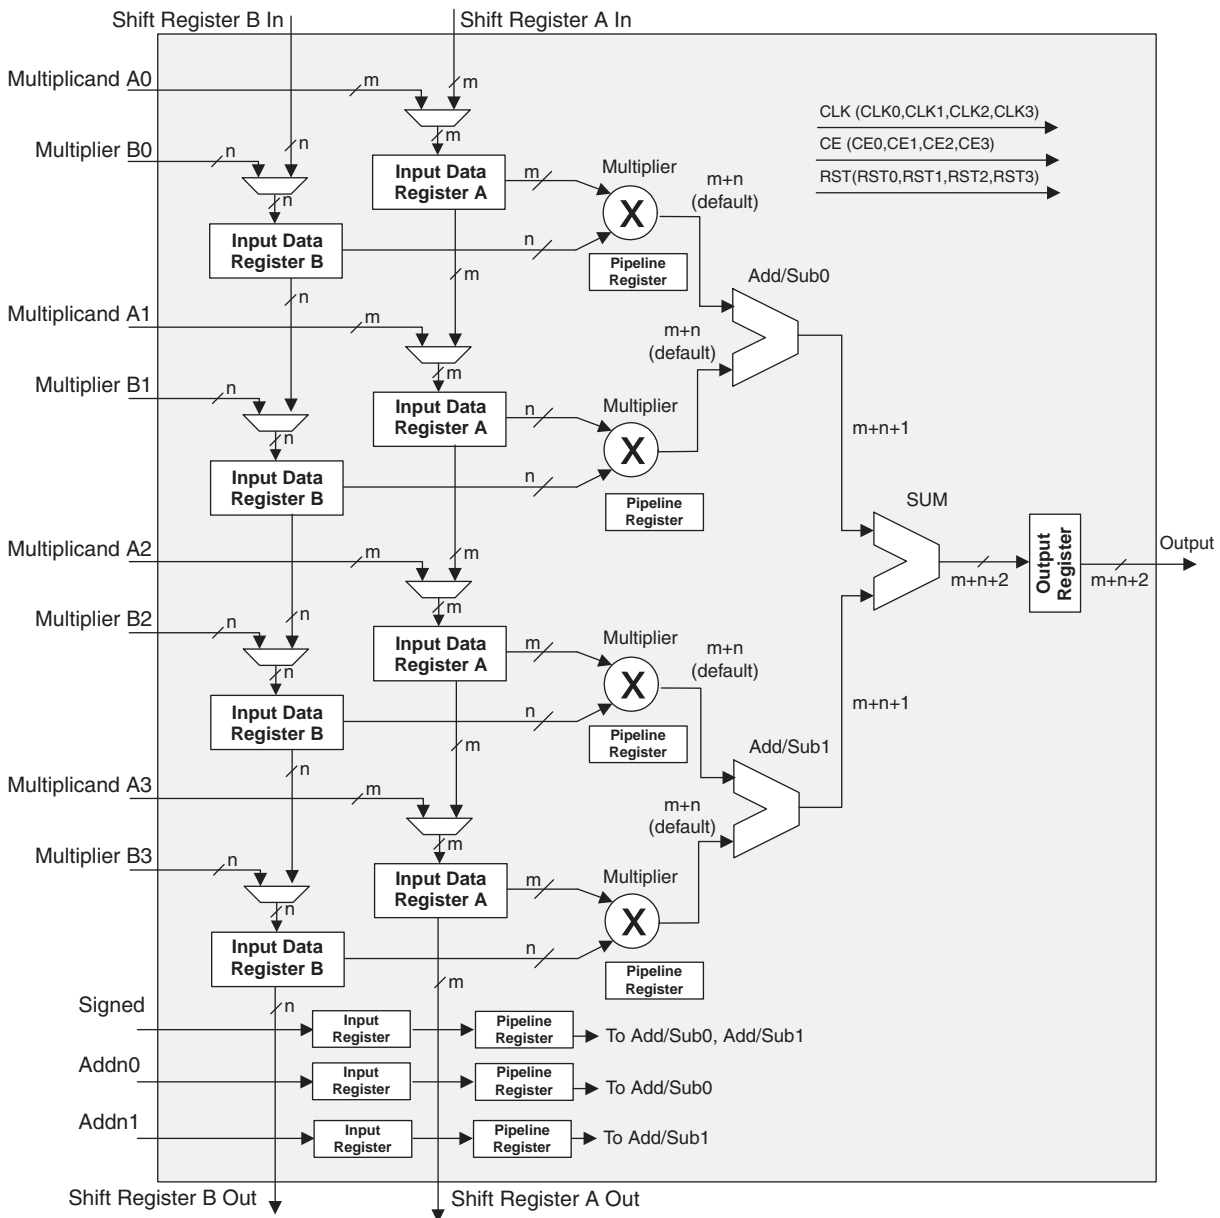 Shift Register B In
Shift Register A In
Multiplicand A0
m
m
CLK (CLK0,CLK1,CLK2,CLK3)
CE (CE0,CE1,CE2,CE3)
RST(RST0,RST1,RST2,RST3)
Multiplier B0
n
n
m
Input Data
Register A
m
Multiplier
m+n
(default)
X
n
Input Data
Register B
n
Pipeline
Register
m
n
Add/Sub0
Multiplicand A1
m
m+n
(default)
m
Multiplier B1
n
Input Data
Register A
n
Multiplier
X
n
m+n+1
Input Data
Register B
n
Pipeline
Register
SUM
Multiplicand A2
m
m
Output
Register
Output
m+n+2
m+n+2
m
Multiplier B2
n
n
Input Data
Register A
m
Multiplier
m+n
(default)
X
n
m+n+1
Input Data
Register B
n
Pipeline
Register
m
n
Add/Sub1
Multiplicand A3
m
m+n
(default)
m
Multiplier B3
n
Input Data
Register A
m
Multiplier
X
n
Input Data
Register B
n
Pipeline
Register
m
n
Signed
Input
Register
Pipeline
Register
To Add/Sub0, Add/Sub1
Addn0
Input
Register
Pipeline
Register
To Add/Sub0
Addn1
Input
Register
Pipeline
Register
To Add/Sub1
Shift Register B Out
Shift Register A Out